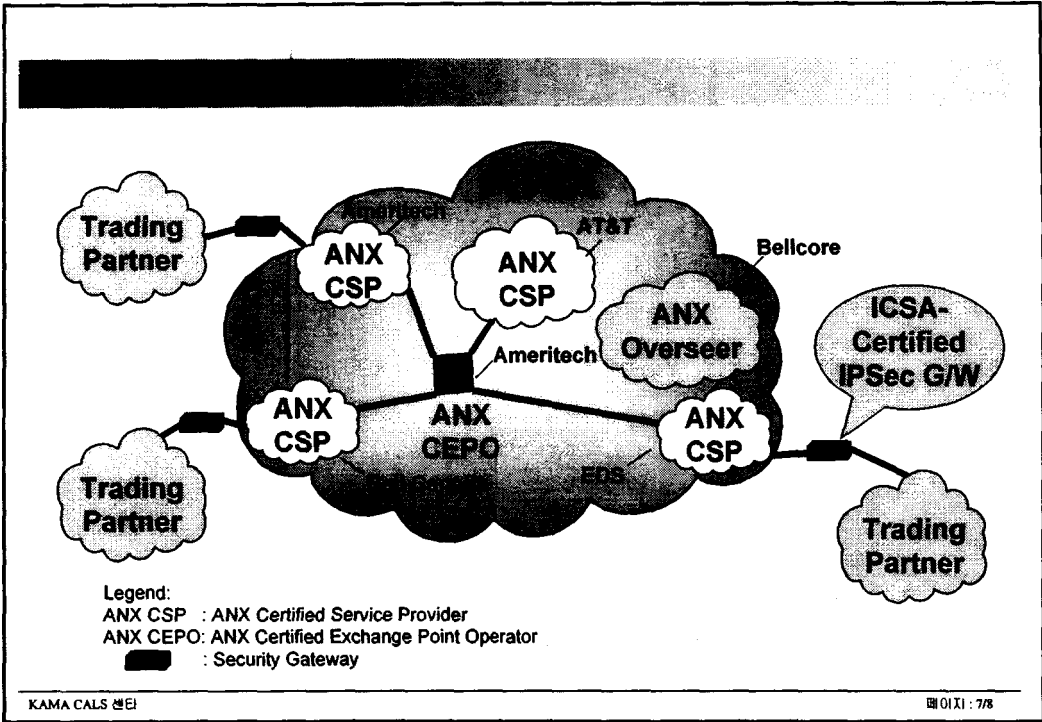 Trading
Partner
Ameritech
ANX
CSP
AT&T
ANX
CSP
Bellcore
ANX
Overseer
ICSA-
Certified
IPSec G/W
Ameritech
ANX
CEPO
ANX
CSP
EDS
ANX
CSP
Trading
Partner
Trading
Partner
Legend:
ANX CSP : ANX Certified Service Provider
ANX CEPO: ANX Certified Exchange Point Operator
: Security Gateway
KAMA CALS 센타
페이지 : 7/8